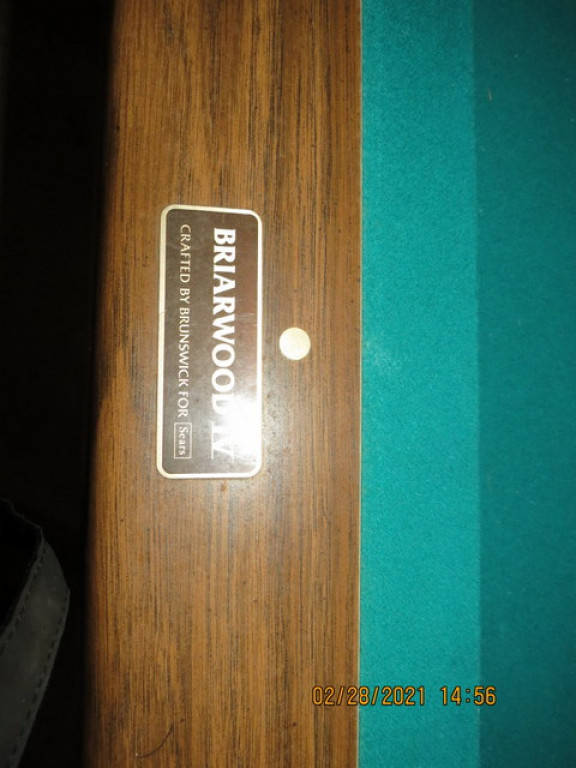 BRIARWOOD IV
CRAFTED BY BRUNSWICK FOR Sears
02/28/2021 14:56